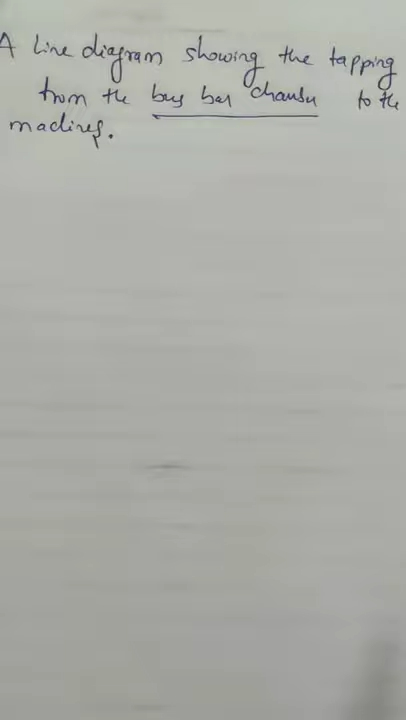 A line diagram showing the tapping
from the bus bar chamber to the
machines.